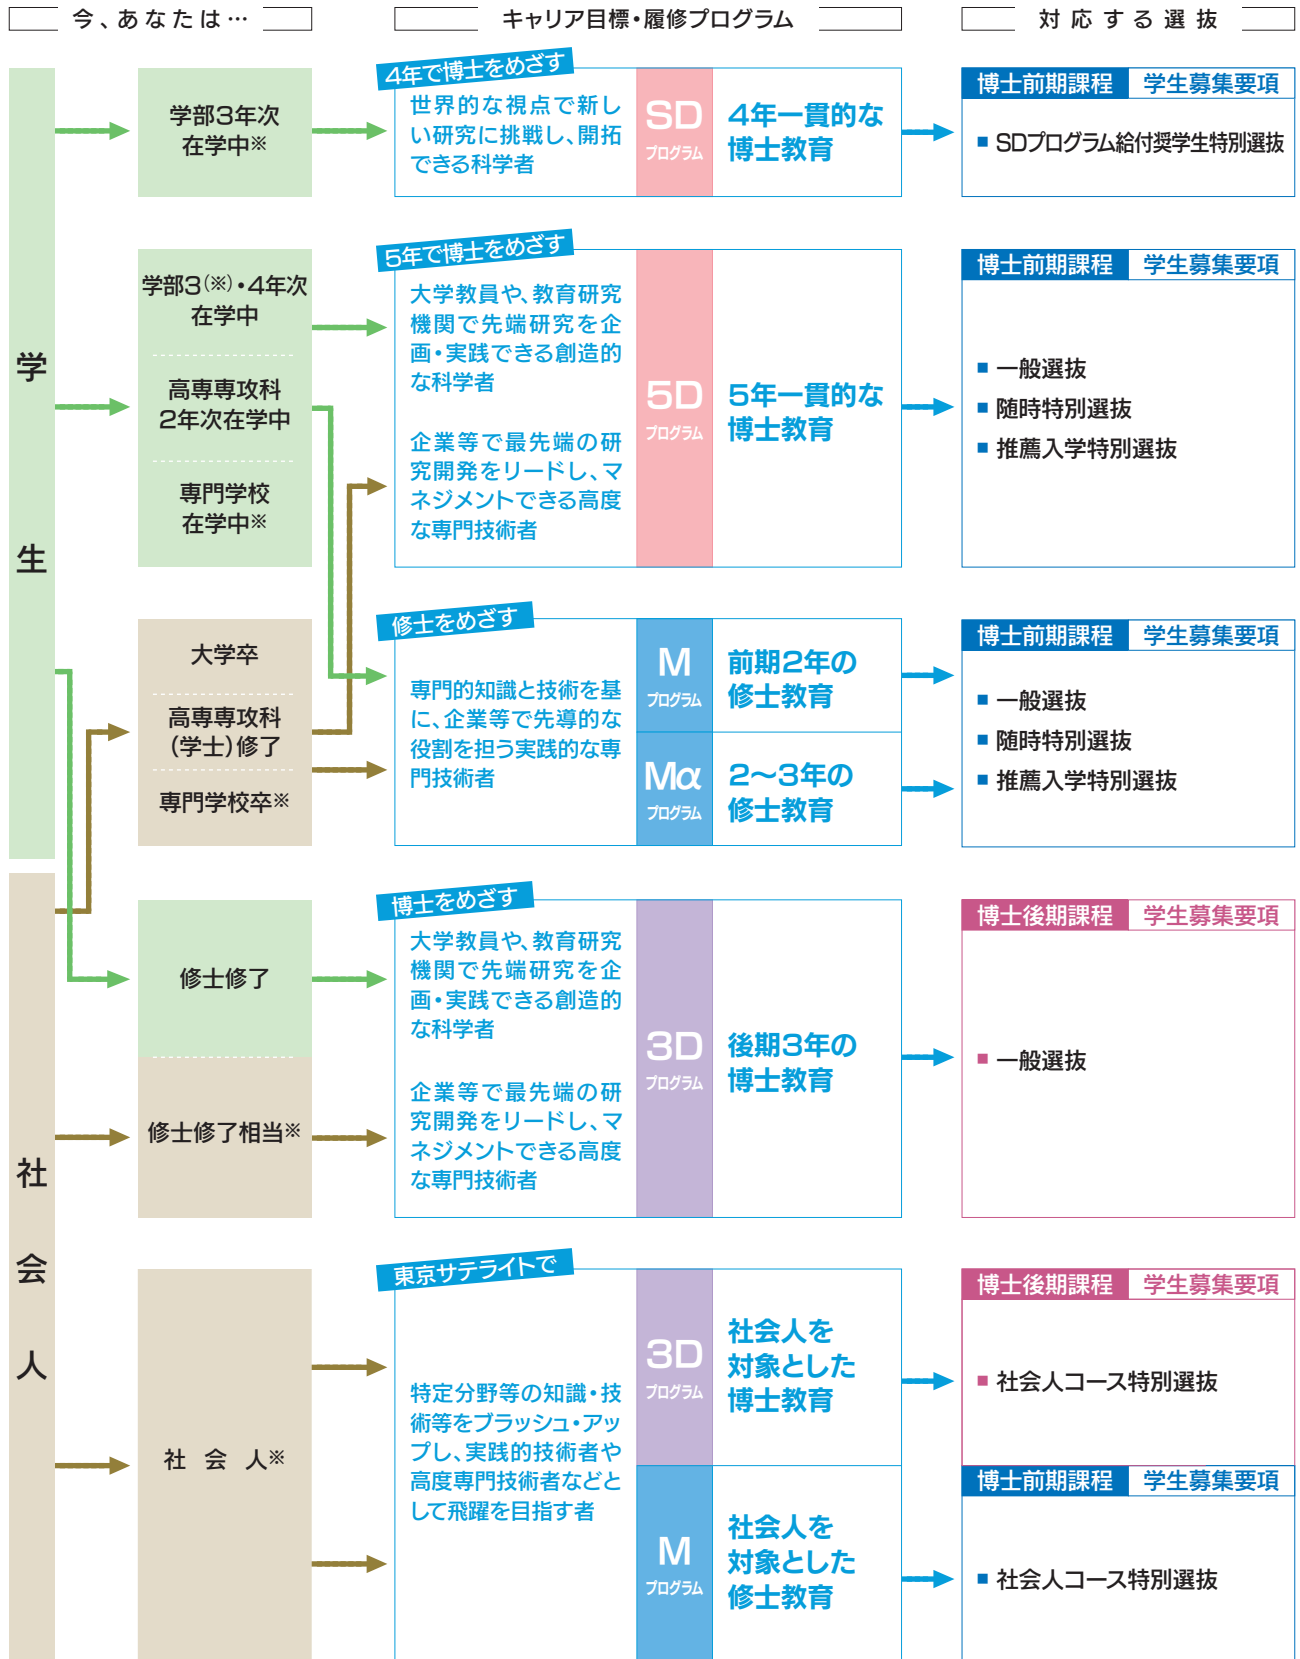 今、あなたは…
キャリア目標・履修プログラム
対応する選抜
学生
学部3年次
在学中※
4年で博士をめざす
世界的な視点で新し
い研究に挑戦し、開拓
できる科学者
SD
プログラム
4年一貫的な
博士教育
博士前期課程 学生募集要項
■ SDプログラム給付奨学生特別選抜
学部3(※)・4年次
在学中
高専専攻科
2年次在学中
専門学校
在学中※
5年で博士をめざす
大学教員や、教育研究
機関で先端研究を企
画・実践できる創造的
な科学者
企業等で最先端の研
究開発をリードし、マ
ネジメントできる高度
な専門技術者
5D
プログラム
5年一貫的な
博士教育
博士前期課程 学生募集要項
■ 一般選抜
■ 随時特別選抜
■ 推薦入学特別選抜
大学卒
高専専攻科
(学士)修了
専門学校卒※
修士をめざす
専門的知識と技術を基
に、企業等で先導的な
役割を担う実践的な専
門技術者
M
プログラム
前期2年の
修士教育
Mα
プログラム
2〜3年の
修士教育
博士前期課程 学生募集要項
■ 一般選抜
■ 随時特別選抜
■ 推薦入学特別選抜
社会人
修士修了
修士修了相当※
博士をめざす
大学教員や、教育研究
機関で先端研究を企
画・実践できる創造的
な科学者
企業等で最先端の研
究開発をリードし、マ
ネジメントできる高度
な専門技術者
3D
プログラム
後期3年の
博士教育
博士後期課程 学生募集要項
■ 一般選抜
社会人※
東京サテライトで
特定分野等の知識・技
術等をブラッシュ・アッ
プし、実践的技術者や
高度専門技術者などと
して飛躍を目指す者
3D
プログラム
社会人を
対象とした
博士教育
博士後期課程 学生募集要項
■ 社会人コース特別選抜
M
プログラム
社会人を
対象とした
修士教育
博士前期課程 学生募集要項
■ 社会人コース特別選抜